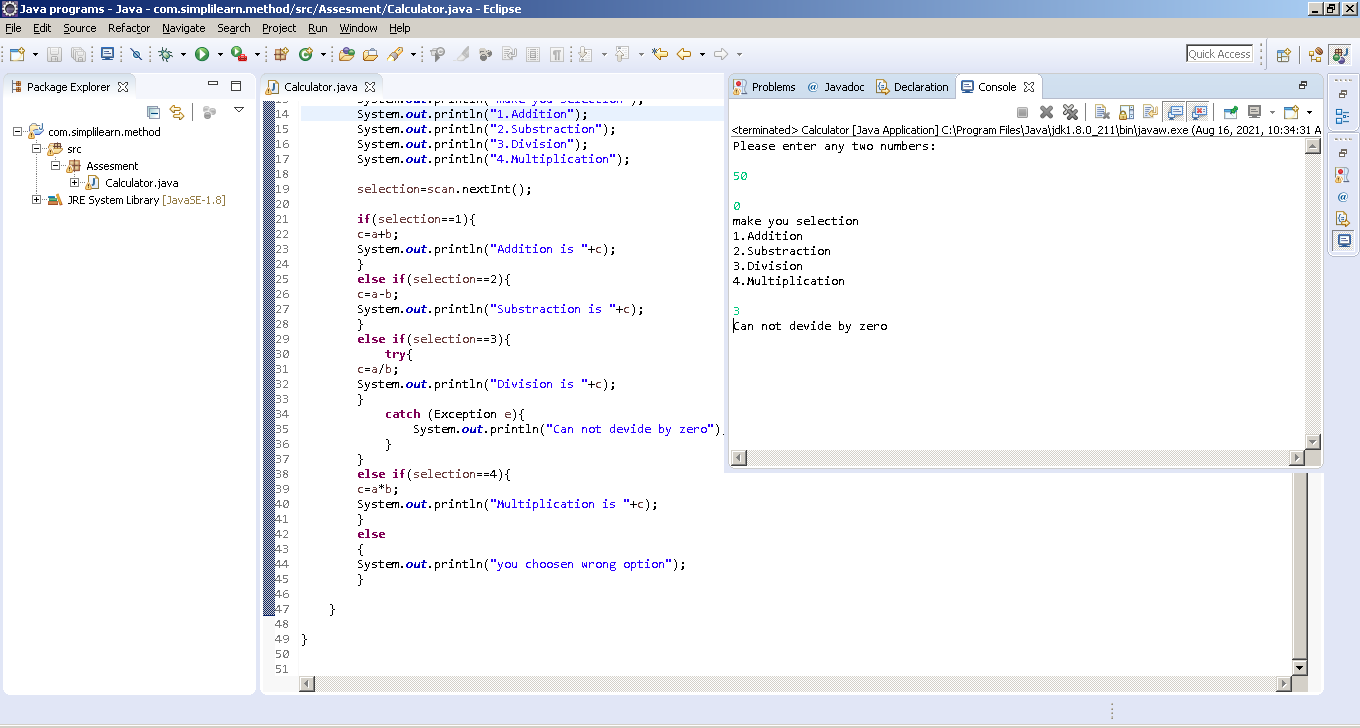 Java programs - Java - com.simplilearn.method/src/Assesment/Calculator.java - Eclipse
File Edit Source Refactor Navigate Search Project Run Window Help
Quick Access
Package Explorer
com.simplilearn.method
src
Assesment
Calculator.java
JRE System Library [JavaSE-1.8]
Calculator.java
System.out.println("make you selection");
14 System.out.println("1.Addition");
15 System.out.println("2.Substraction");
16 System.out.println("3.Division");
17 System.out.println("4.Multiplication");
18
19 selection=scan.nextInt();
20
21 if(selection==1){
22 c=a+b;
23 System.out.println("Addition is "+c);
24 }
25 else if(selection==2){
26 c=a-b;
27 System.out.println("Substraction is "+c);
28 }
29 else if(selection==3){
30 try{
31 c=a/b;
32 System.out.println("Division is "+c);
33 }
34 catch (Exception e){
35 System.out.println("Can not devide by zero")
36 }
37 }
38 else if(selection==4){
39 c=a*b;
40 System.out.println("Multiplication is "+c);
41 }
42 else
43 {
44 System.out.println("you choosen wrong option");
45 }
46
47 }
48
49 }
50
51
Problems @ Javadoc Declaration Console
<terminated> Calculator [Java Application] C:\Program Files\Java\jdk1.8.0_211\bin\javaw.exe (Aug 16, 2021, 10:34:31 A
Please enter any two numbers:
50
0
make you selection
1.Addition
2.Substraction
3.Division
4.Multiplication
3
Can not devide by zero